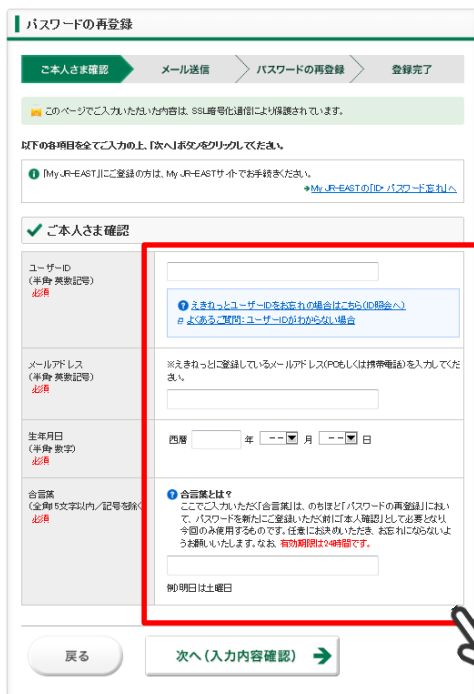 パスワードの再登録
ご本人さま確認 メール送信 パスワードの再登録 登録完了
このページでご入力いただいた内容は、SSL暗号化通信により保護されています。
以下の各項目を全てご入力の上、「次へ」ボタンをクリックしてください。
「My JR-EAST」にご登録の方は、My JR-EASTサイトでお手続きください。
My JR-EASTの「ID・パスワード忘れ」へ
ご本人さま確認
ユーザーID
(半角 英数記号)
必須
えきねっとユーザーIDをお忘れの場合はこちら(ID照会へ)
よくあるご質問:ユーザーIDがわからない場合
メールアドレス
(半角 英数記号)
必須
※えきねっとに登録しているメールアドレス(PCもしくは携帯電話)を入力してくだ
さい。
生年月日
(半角 数字)
必須
西暦 年 -- 月 -- 日
合言葉
(全角15文字以内/記号を除く
必須
合言葉とは?
ここでご入力いただく「合言葉」は、のちほど「パスワードの再登録」におい
て、パスワードを新たにご登録いただく前に「本人確認」として必要となり、
今回のみ使用するものです。任意にお決めいただき、お忘れにならないよ
うお願いいたします。なお、有効期限は24時間です。
例)明日は土曜日
戻る 次へ(入力内容確認)